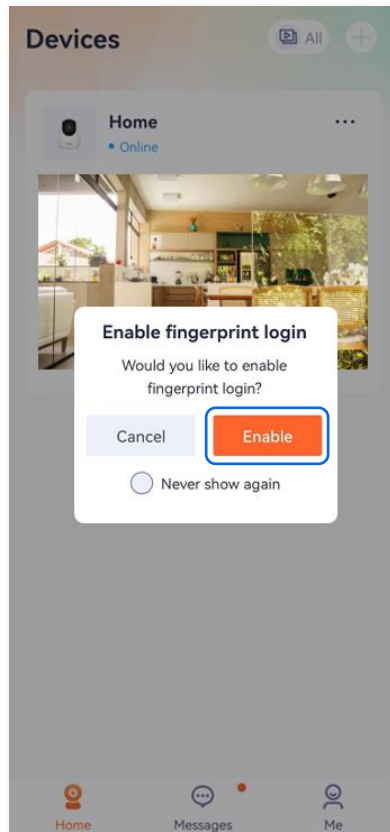 Devices
All
Home
• Online
Enable fingerprint login
Would you like to enable
fingerprint login?
Cancel
Enable
Never show again
Home
Messages
Me